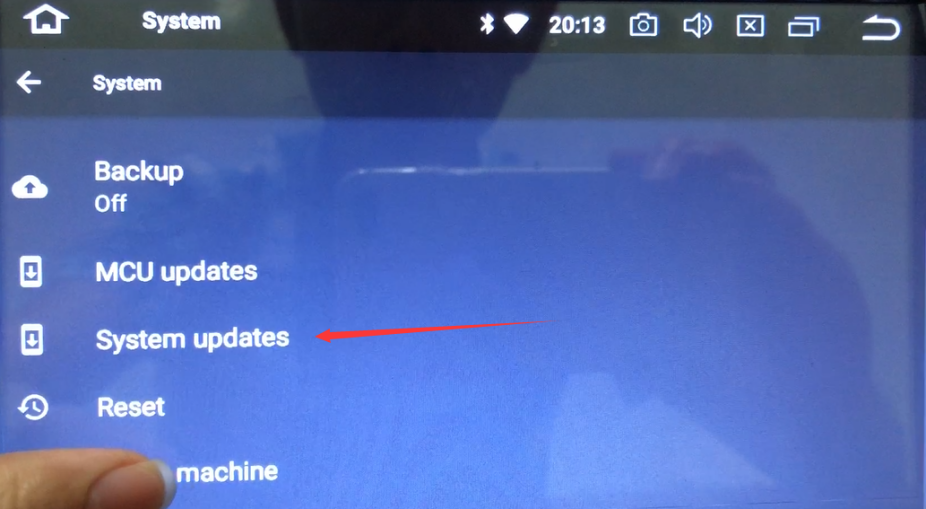 System
20:13
System
Backup
Off
MCU updates
System updates
Reset
machine